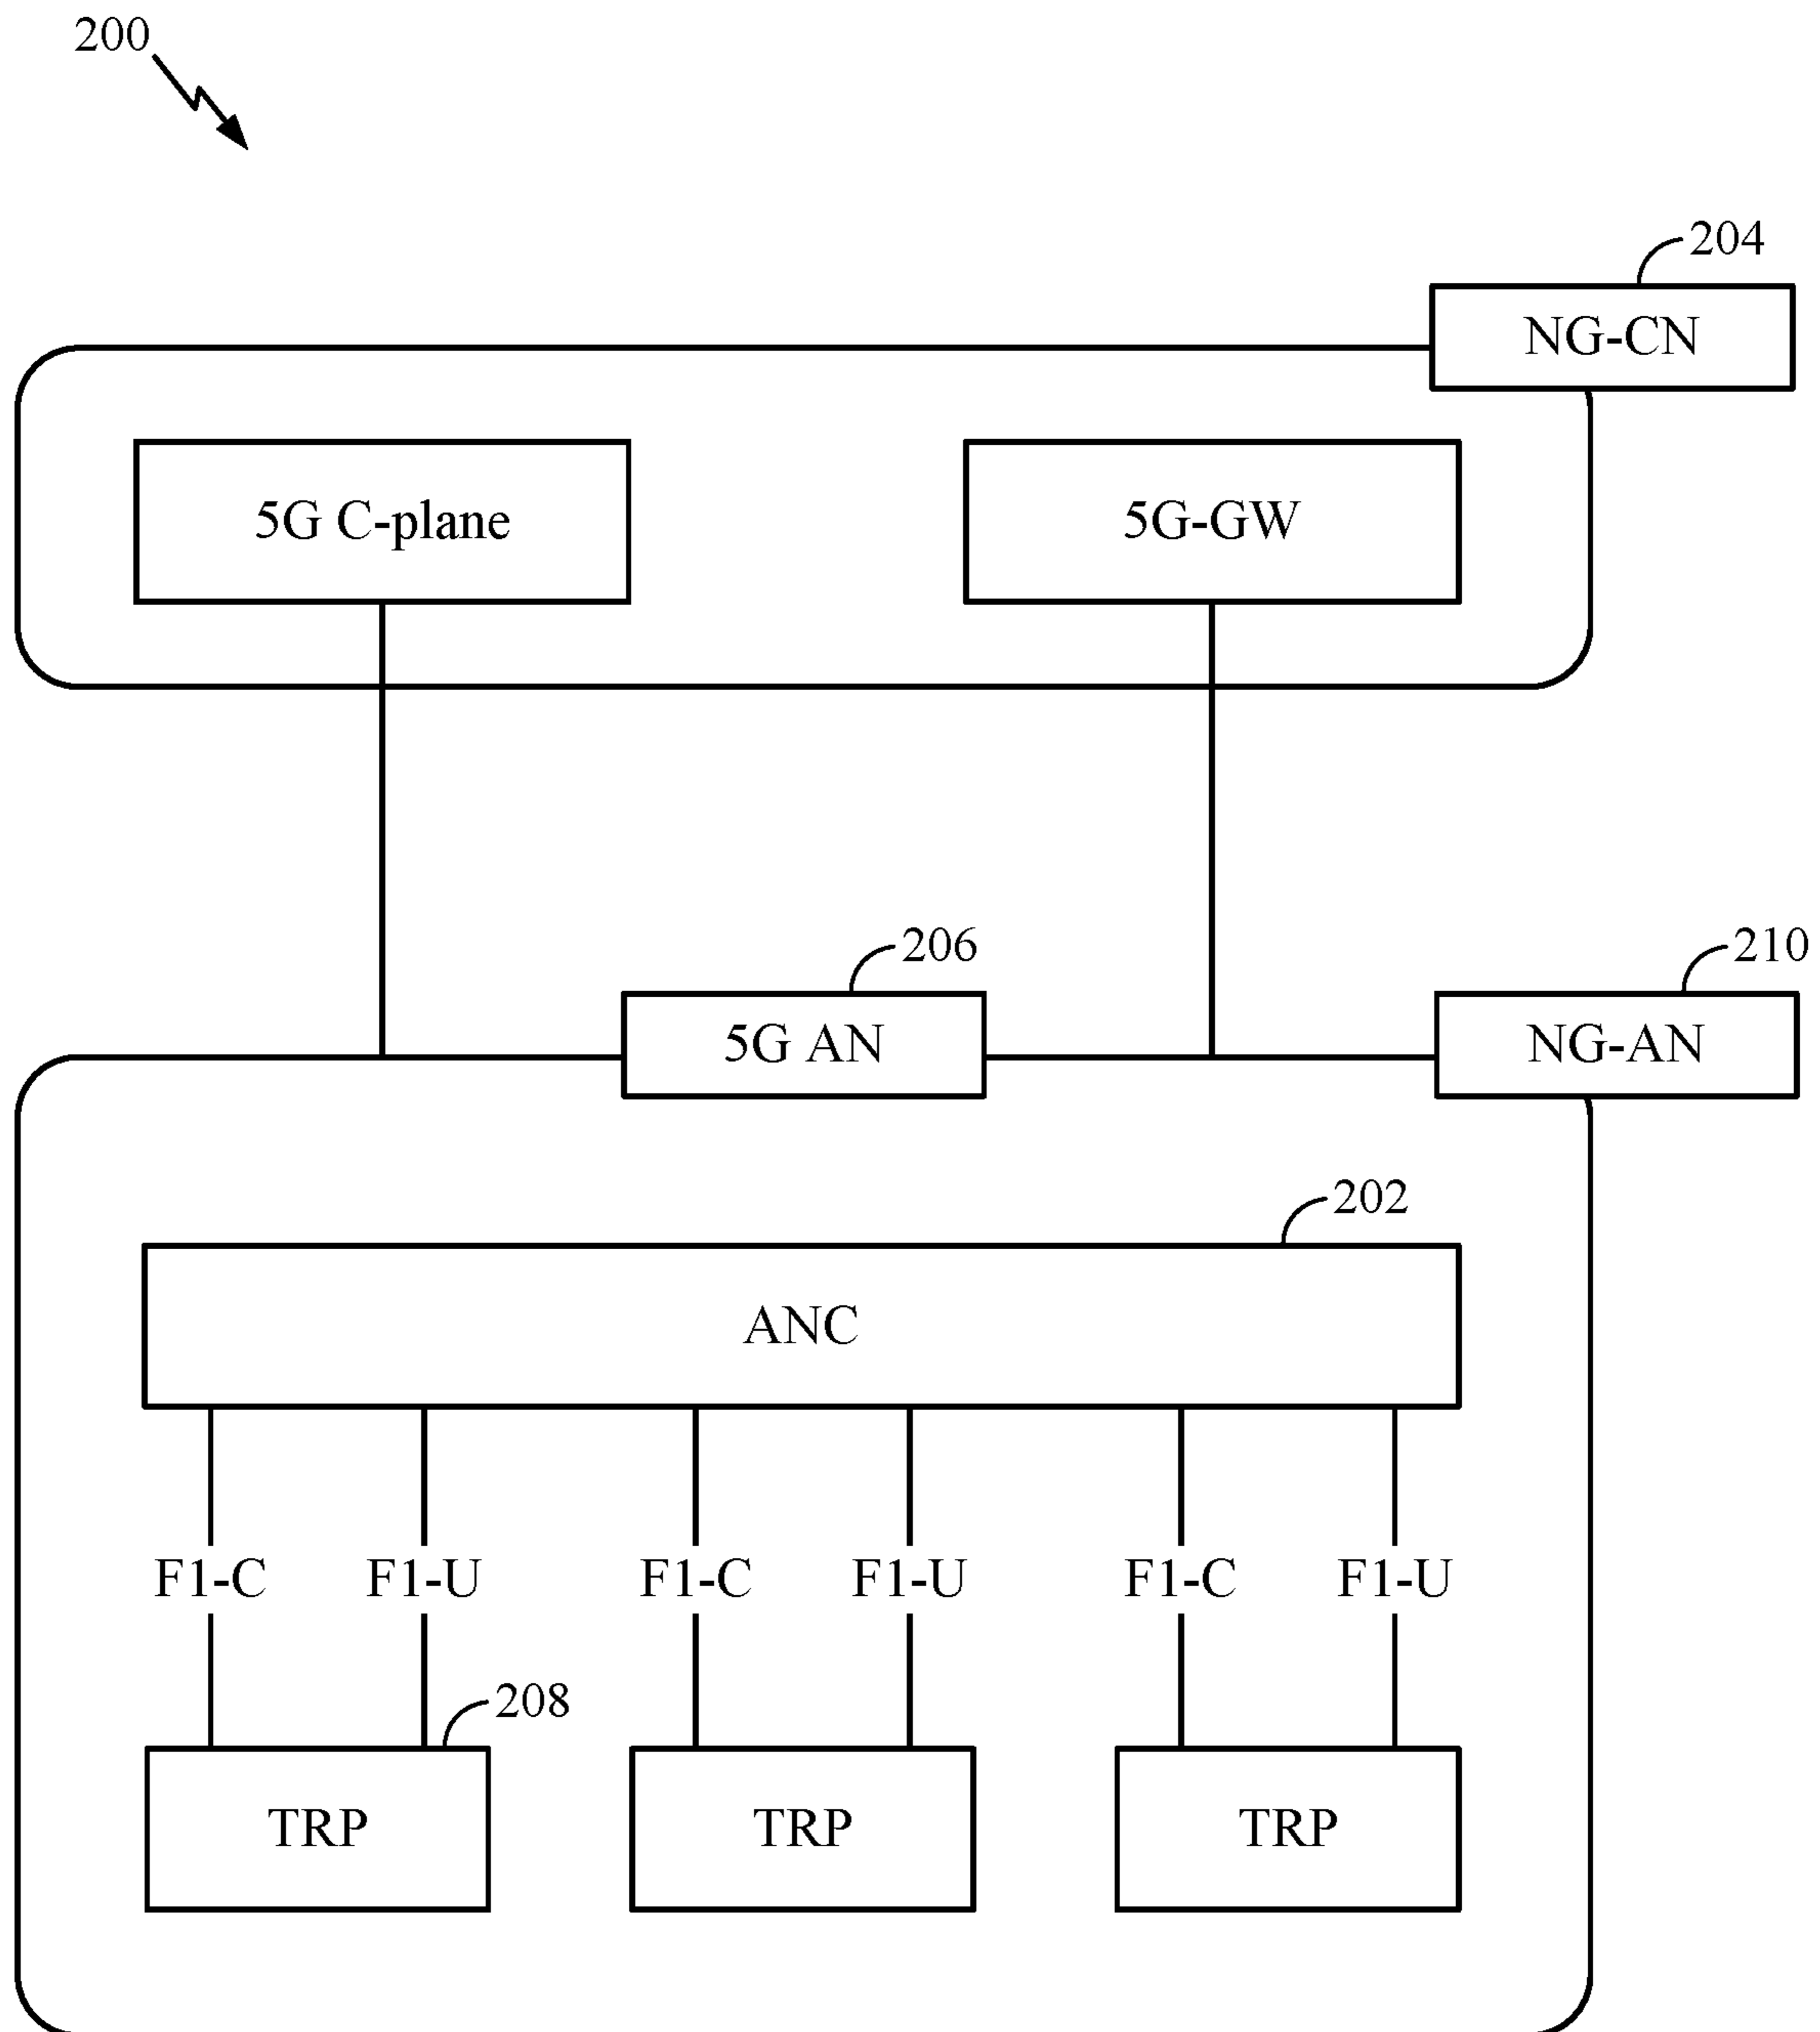 200
204
NG-CN
5G C-plane
5G-GW
206
210
5G AN
NG-AN
202
ANC
F1-C
F1-U
F1-C
F1-U
F1-C
F1-U
208
TRP
TRP
TRP